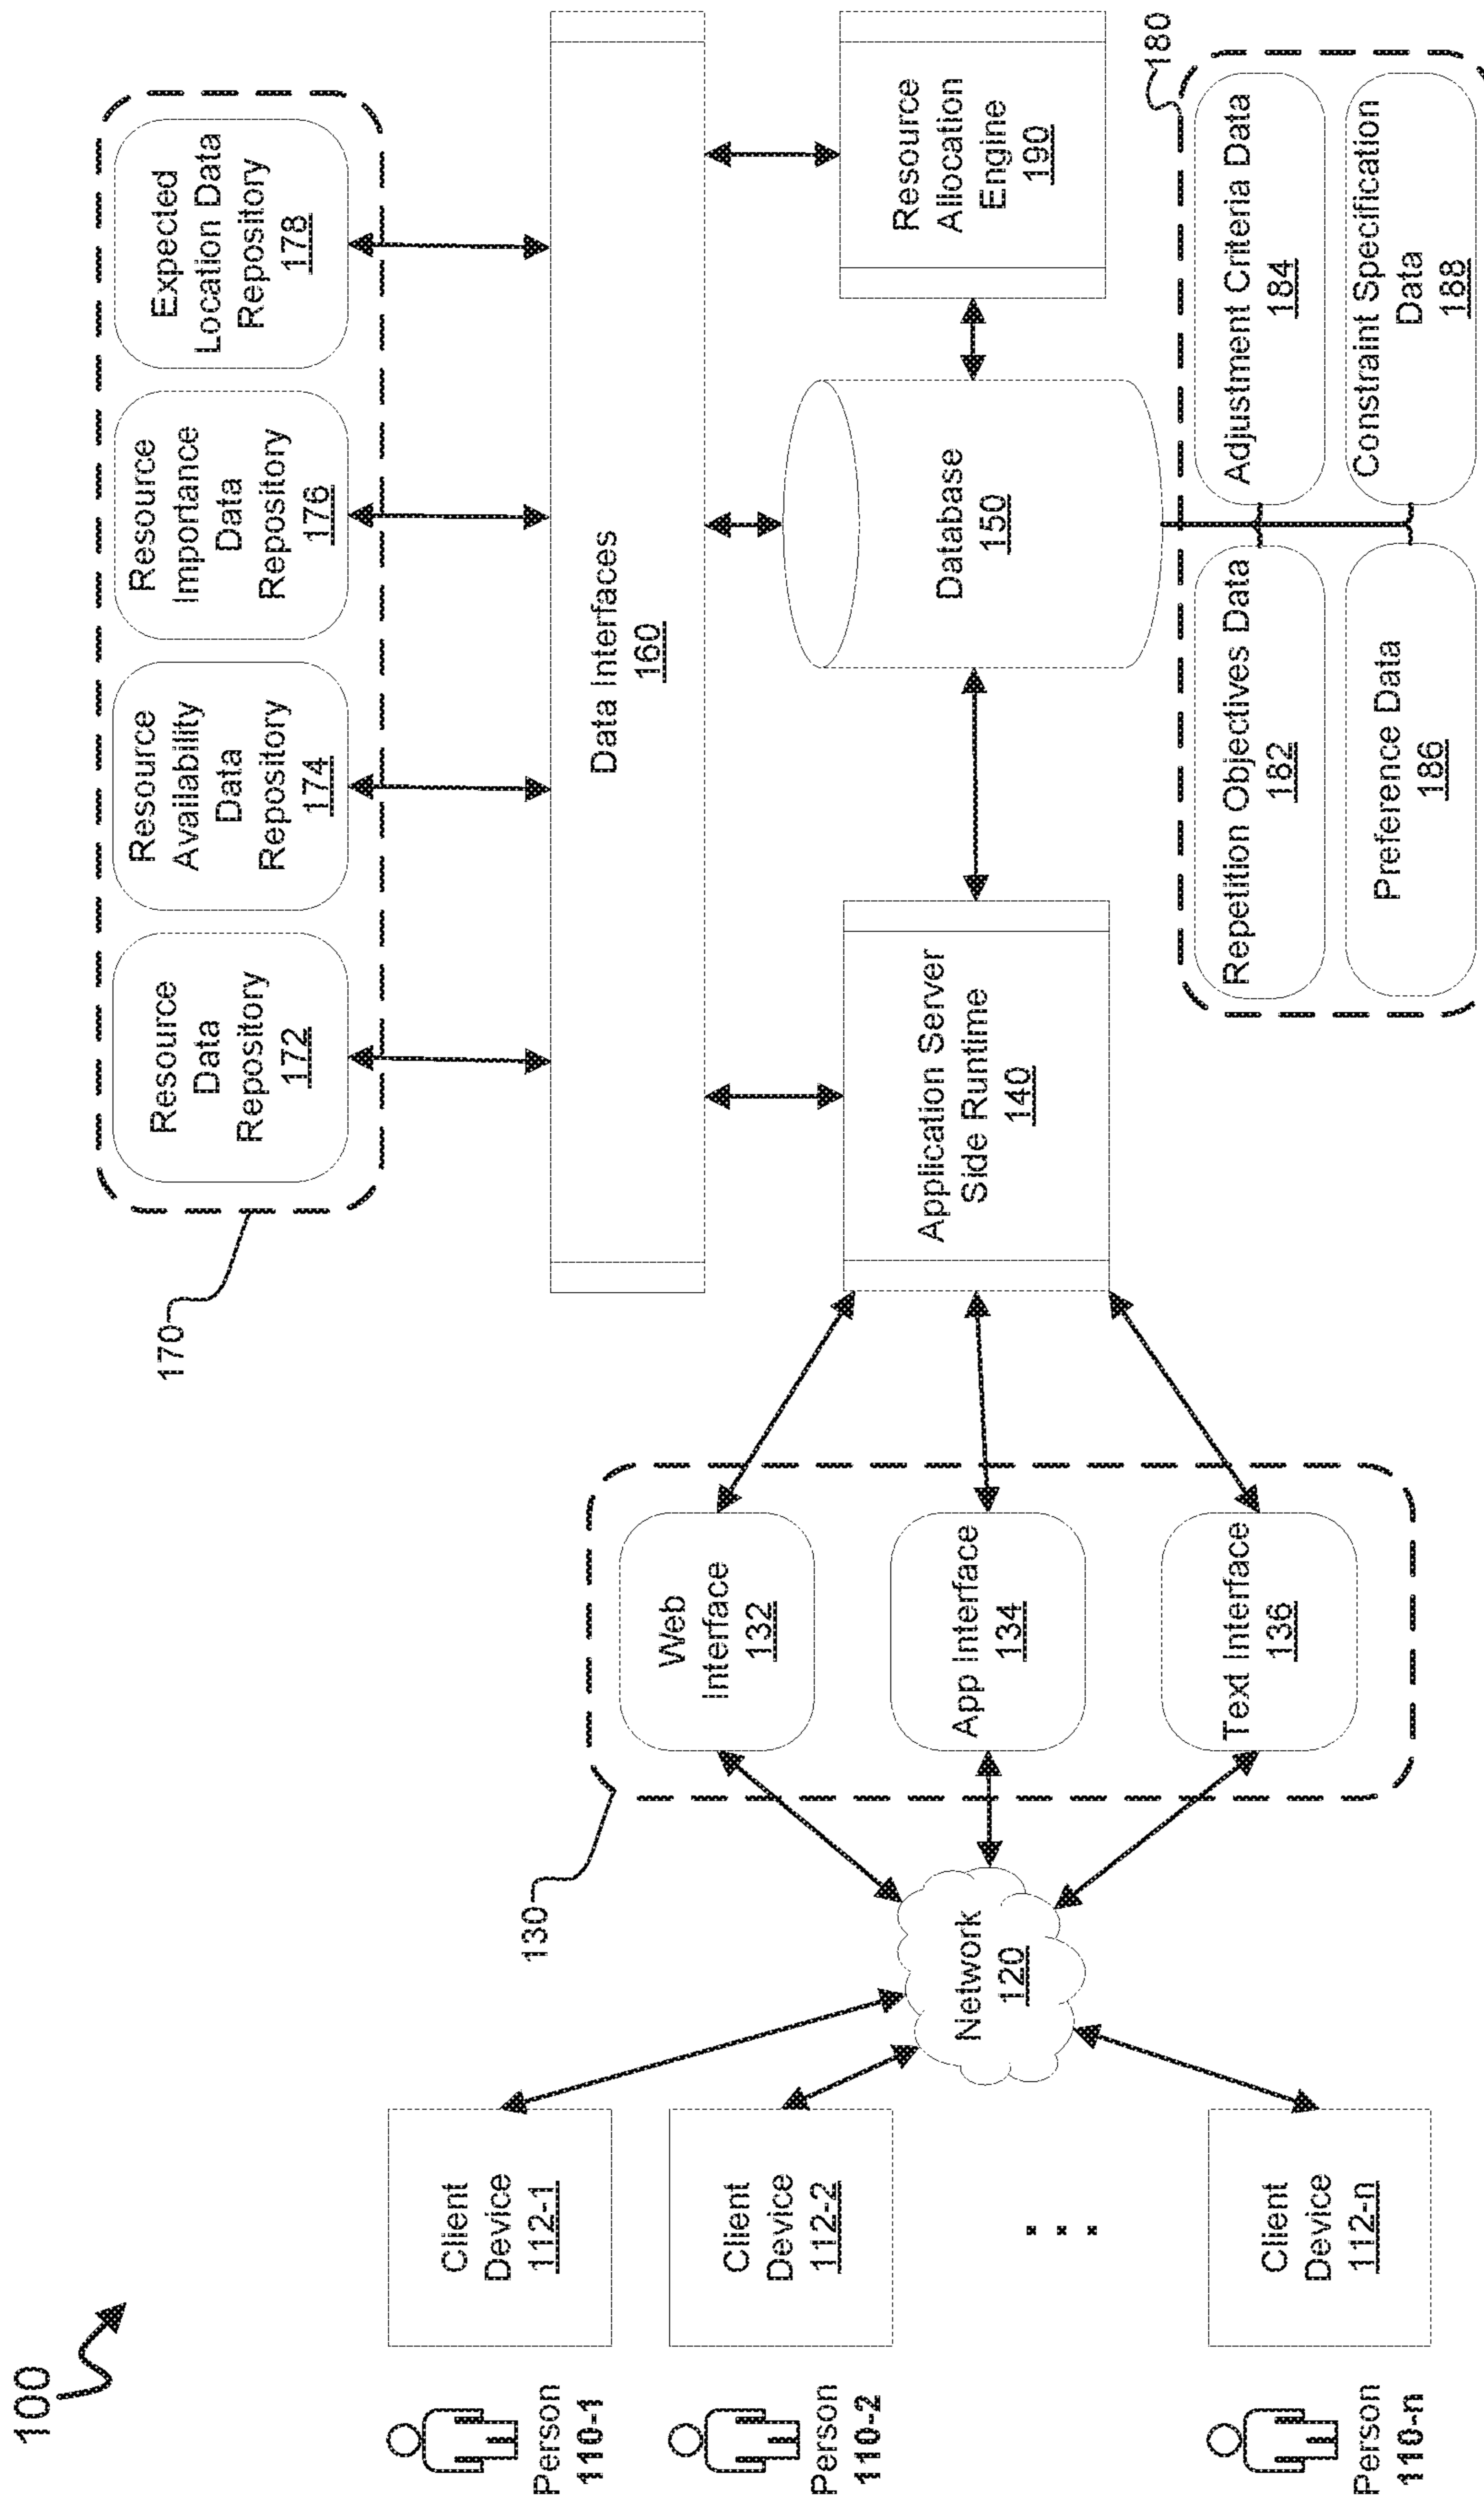 100
170
Resource
Data
Repository
172
Resource
Availability
Data
Repository
174
Resource
Importance
Data
Repository
176
Expected
Location Data
Repository
178
Data Interfaces
160
Person
110-1
Client
Device
112-1
Person
110-2
Client
Device
112-2
. . .
Person
110-n
Client
Device
112-n
Network
120
130
Web
Interface
132
App Interface
134
Text Interface
136
Application Server
Side Runtime
140
Database
150
Resource
Allocation
Engine
190
180
Repetition Objectives Data
182
Adjustment Criteria Data
184
Preference Data
186
Constraint Specification
Data
188